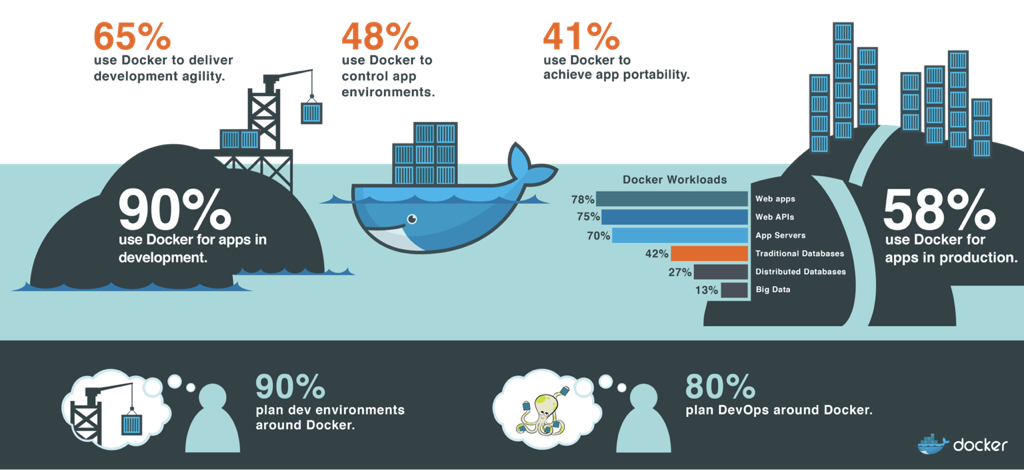 65%
use Docker to deliver
development agility.
48%
use Docker to
control app
environments.
41%
use Docker to
achieve app portability.
90%
use Docker for apps in
development.
Docker Workloads
78% Web apps
75% Web APIs
70% App Servers
42% Traditional Databases
27% Distributed Databases
13% Big Data
58%
use Docker for
apps in production.
90%
plan dev environments
around Docker.
80%
plan DevOps around Docker.
docker